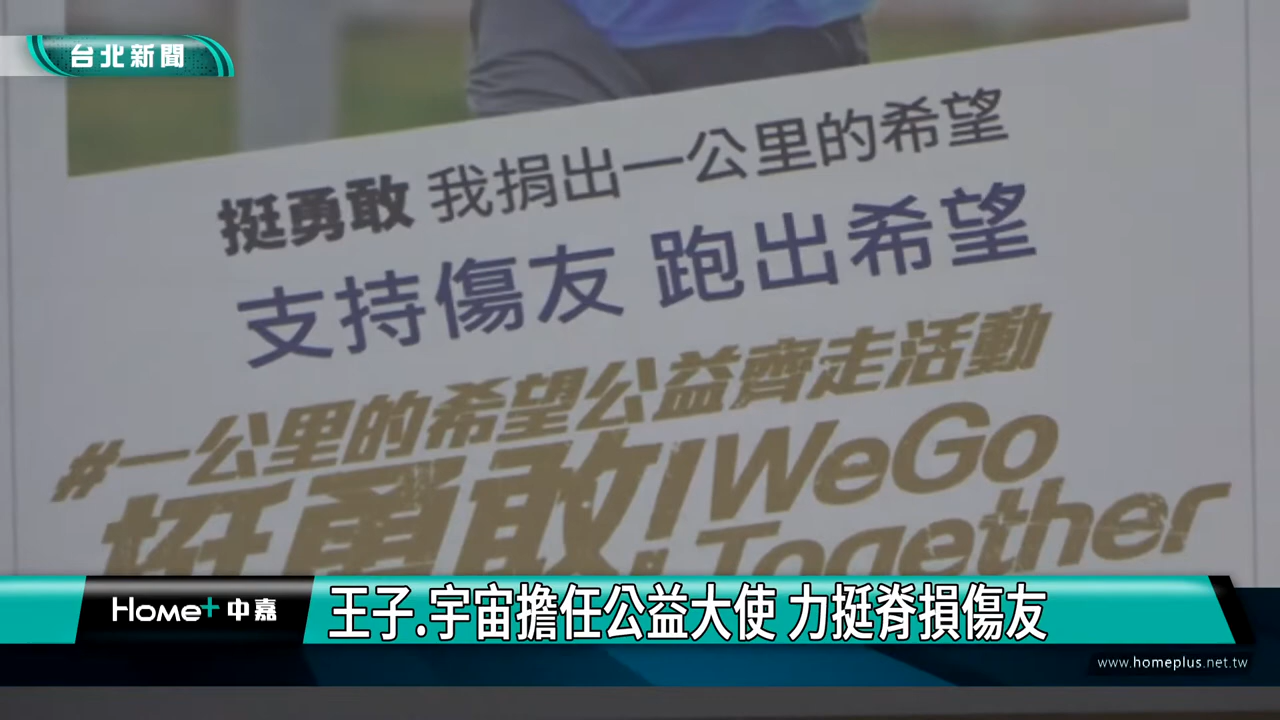 台北新聞
挺勇敢 我捐出一公里的希望
支持傷友 跑出希望
#一公里的希望公益齊走活動
挺勇敢!WeGo
Together
Home+中嘉
王子.宇宙擔任公益大使 力挺脊損傷友
www.homeplus.net.tw